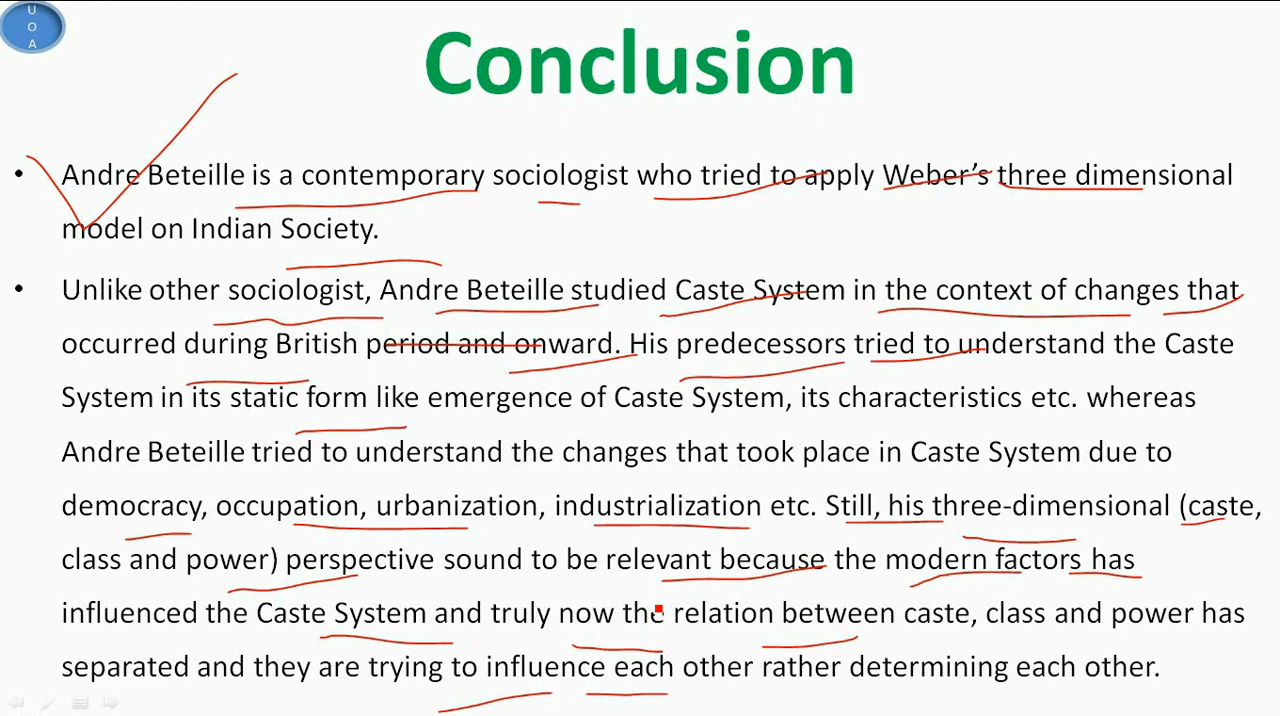 U
O
A
Conclusion
• Andre Beteille is a contemporary sociologist who tried to apply Weber's three dimensional
model on Indian Society.
• Unlike other sociologist, Andre Beteille studied Caste System in the context of changes that
occurred during British period and onward. His predecessors tried to understand the Caste
System in its static form like emergence of Caste System, its characteristics etc. whereas
Andre Beteille tried to understand the changes that took place in Caste System due to
democracy, occupation, urbanization, industrialization etc. Still, his three-dimensional (caste,
class and power) perspective sound to be relevant because the modern factors has
influenced the Caste System and truly now the relation between caste, class and power has
separated and they are trying to influence each other rather determining each other.